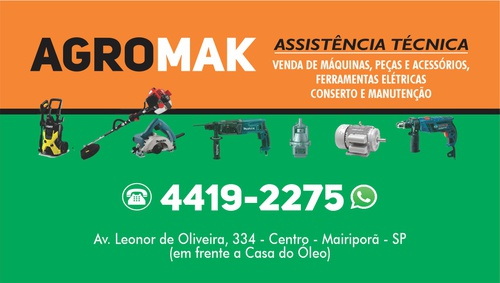 AGROMAK
ASSISTÊNCIA TÉCNICA
VENDA DE MÁQUINAS, PEÇAS E ACESSÓRIOS,
FERRAMENTAS ELÉTRICAS
CONSERTO E MANUTENÇÃO
4419-2275
Av. Leonor de Oliveira, 334 - Centro - Mairiporã - SP
(em frente a Casa do Óleo)